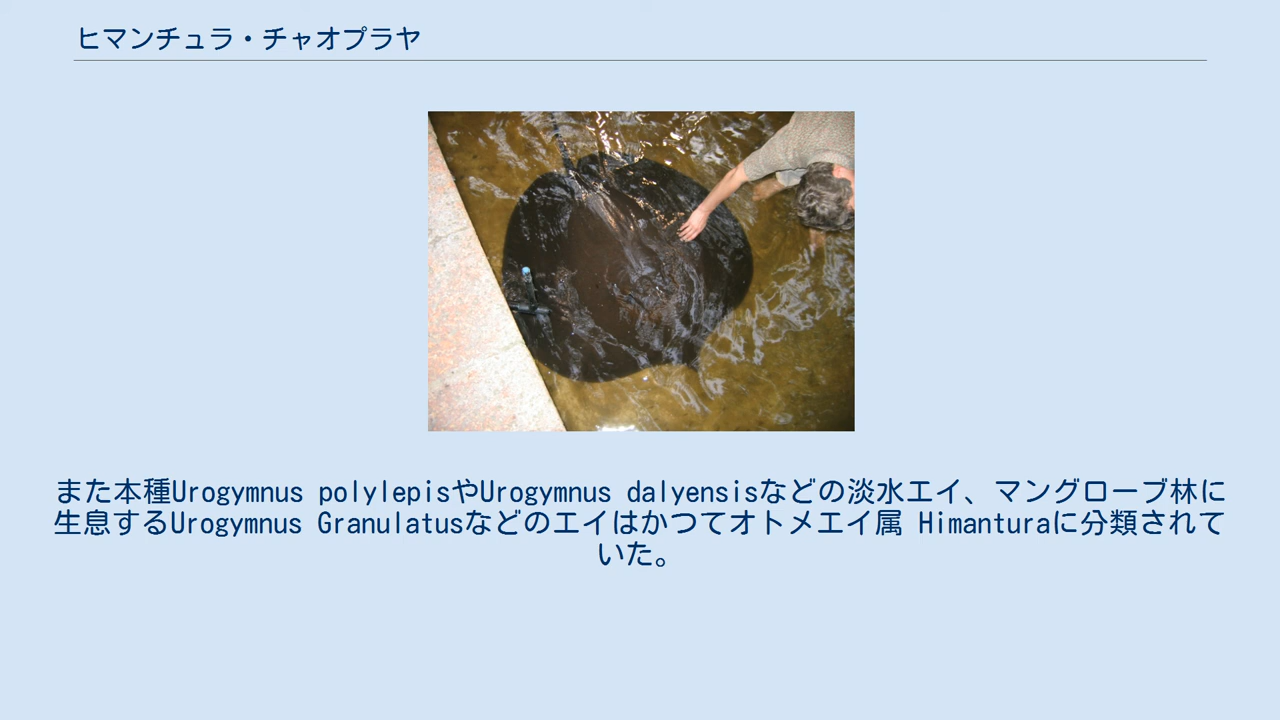 ヒマンチュラ・チャオプラヤ
また本種Urogymnus polylepisやUrogymnus dalyensisなどの淡水エイ、マングローブ林に
生息するUrogymnus Granulatusなどのエイはかつてオトメエイ属 Himanturaに分類されて
いた。